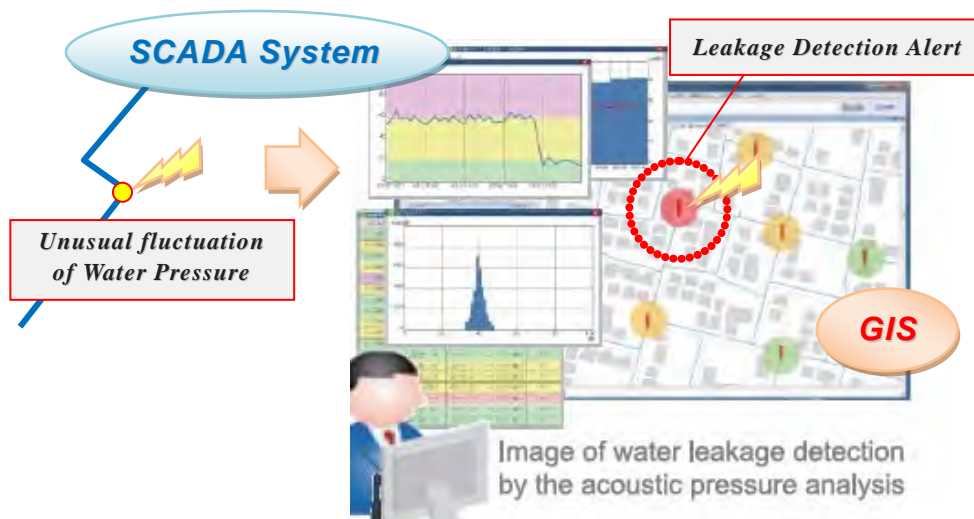 SCADA System
Leakage Detection Alert
Unusual fluctuation
of Water Pressure
GIS
Image of water leakage detection
by the acoustic pressure analysis